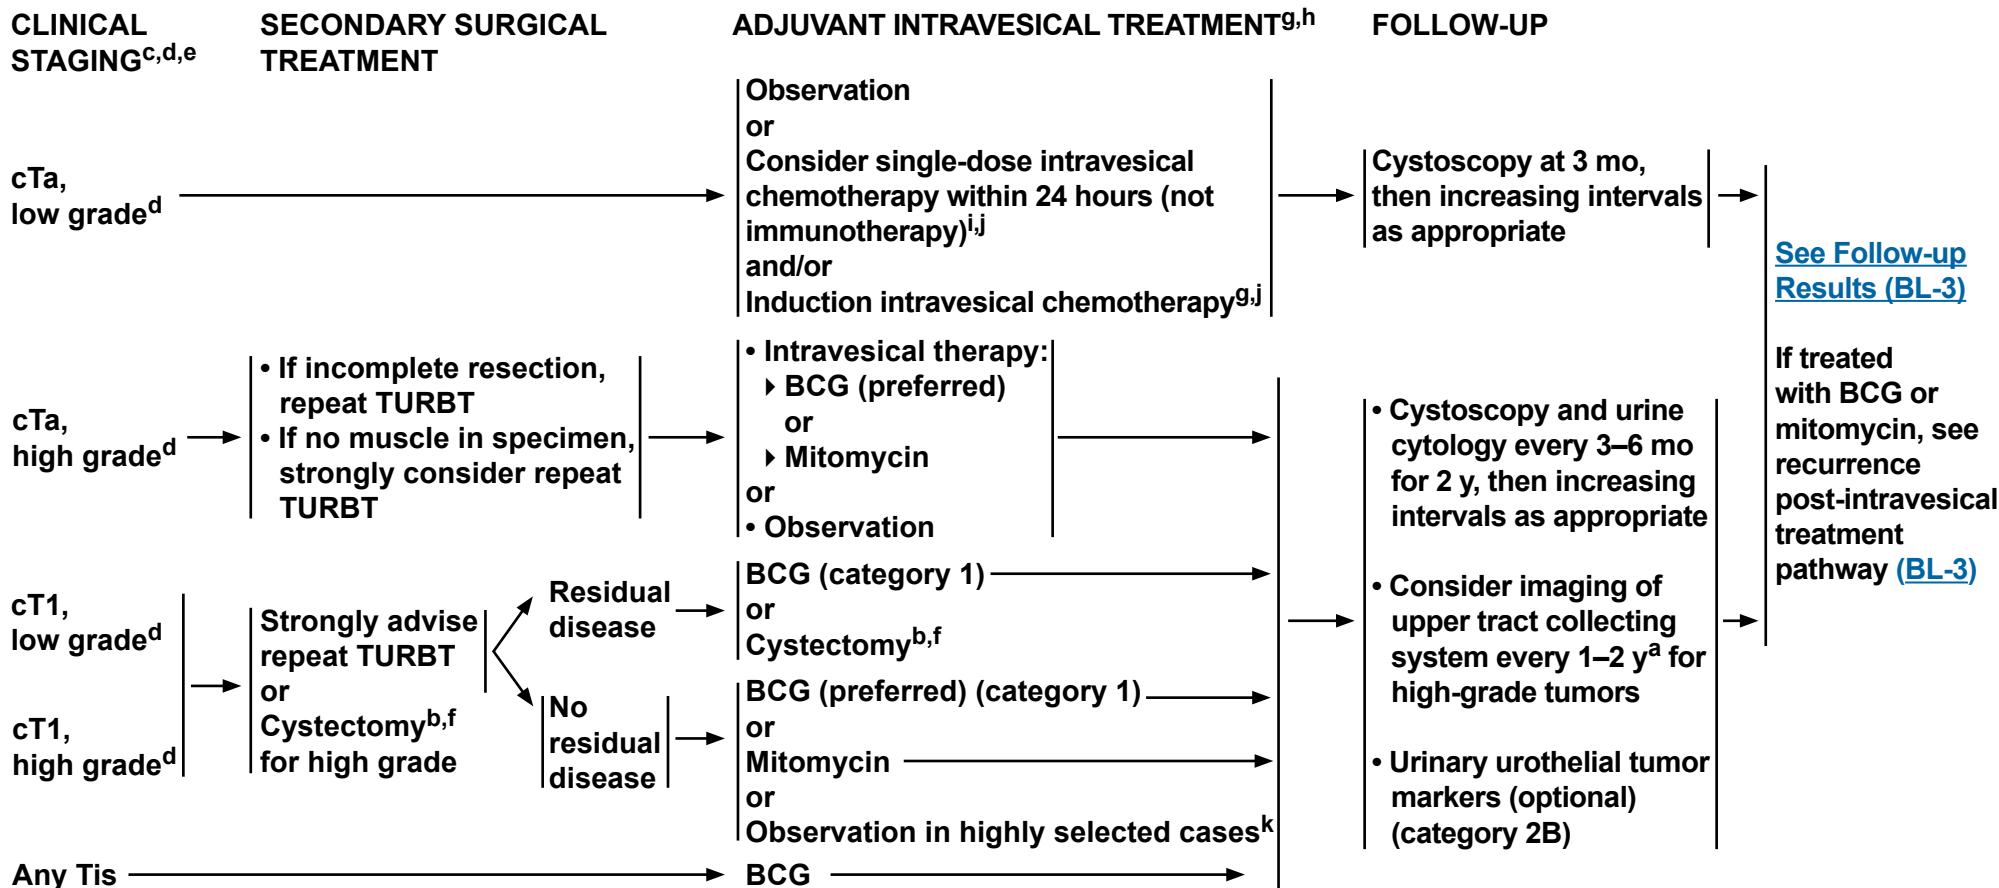 CLINICAL
STAGINGc,d,e
SECONDARY SURGICAL
TREATMENT
ADJUVANT INTRAVESICAL TREATMENTg,h
FOLLOW-UP
cTa,
low graded
Observation
or
Consider single-dose intravesical
chemotherapy within 24 hours (not
immunotherapy)i,j
and/or
Induction intravesical chemotherapyg,j
Cystoscopy at 3 mo,
then increasing intervals
as appropriate
cTa,
high graded
• If incomplete resection,
repeat TURBT
• If no muscle in specimen,
strongly consider repeat
TURBT
• Intravesical therapy:
BCG (preferred)
or
Mitomycin
or
• Observation
cT1,
low graded
cT1,
high graded
Strongly advise
repeat TURBT
or
Cystectomyb,f
for high grade
Residual
disease
BCG (category 1)
or
Cystectomyb,f
No
residual
disease
BCG (preferred) (category 1)
or
Mitomycin
or
Observation in highly selected casesk
Any Tis
BCG
• Cystoscopy and urine
cytology every 3–6 mo
for 2 y, then increasing
intervals as appropriate
• Consider imaging of
upper tract collecting
system every 1–2 ya for
high-grade tumors
• Urinary urothelial tumor
markers (optional)
(category 2B)
See Follow-up
Results (BL-3)
If treated
with BCG or
mitomycin, see
recurrence
post-intravesical
treatment
pathway (BL-3)